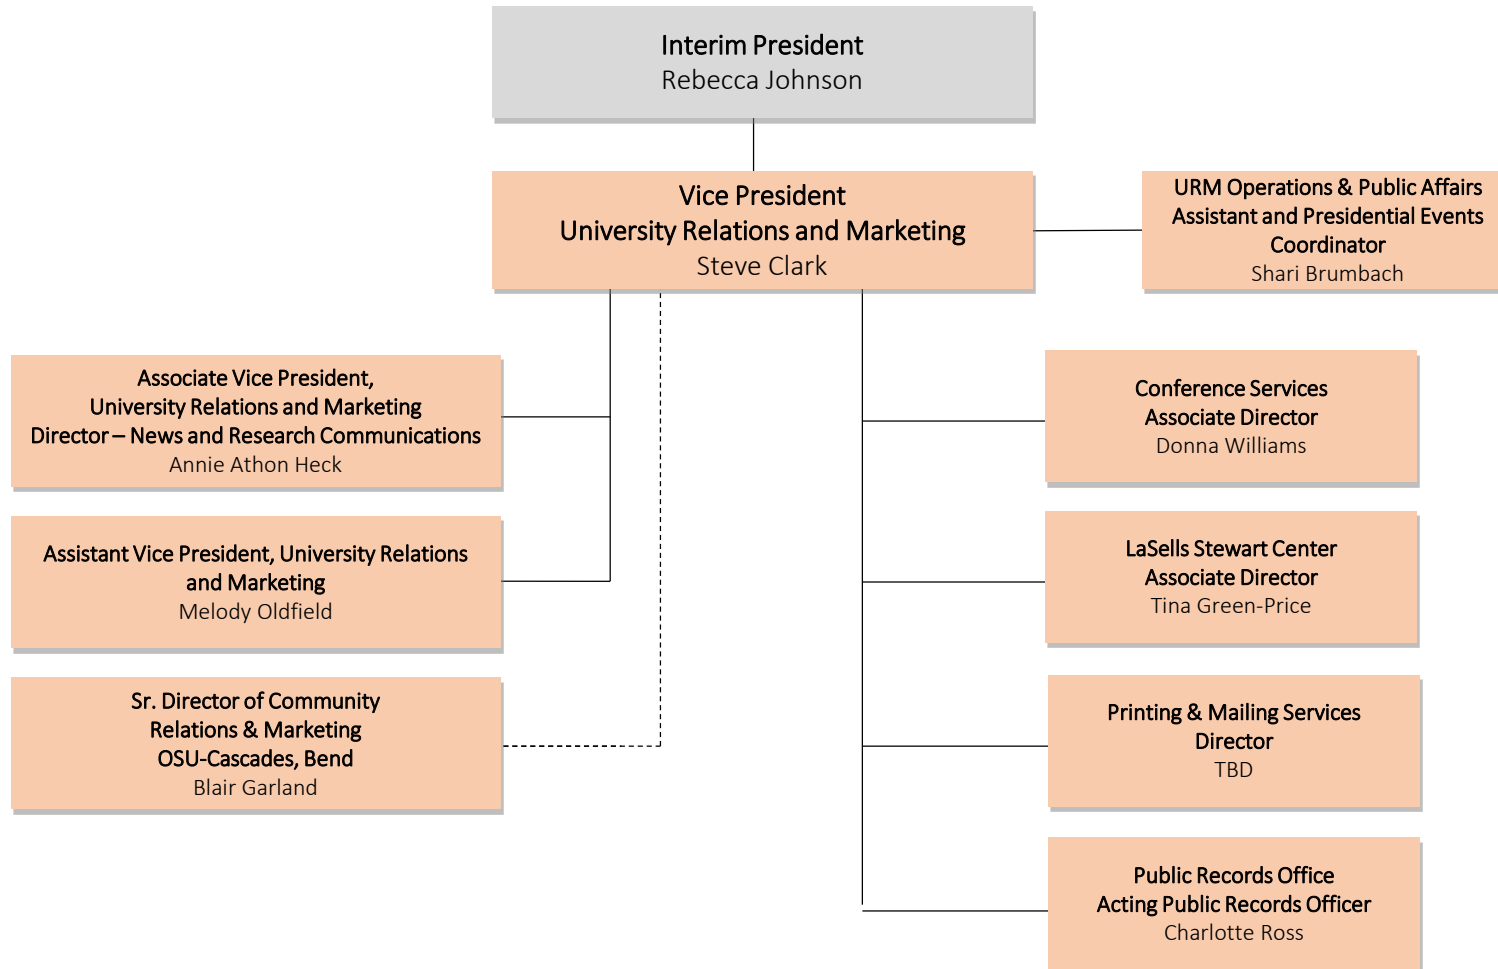 Interim President
Rebecca Johnson
Vice President
University Relations and Marketing
Steve Clark
URM Operations & Public Affairs
Assistant and Presidential Events
Coordinator
Shari Brumbach
Associate Vice President,
University Relations and Marketing
Director – News and Research Communications
Annie Athon Heck
Assistant Vice President, University Relations
and Marketing
Melody Oldfield
Sr. Director of Community
Relations & Marketing
OSU-Cascades, Bend
Blair Garland
Conference Services
Associate Director
Donna Williams
LaSells Stewart Center
Associate Director
Tina Green-Price
Printing & Mailing Services
Director
TBD
Public Records Office
Acting Public Records Officer
Charlotte Ross